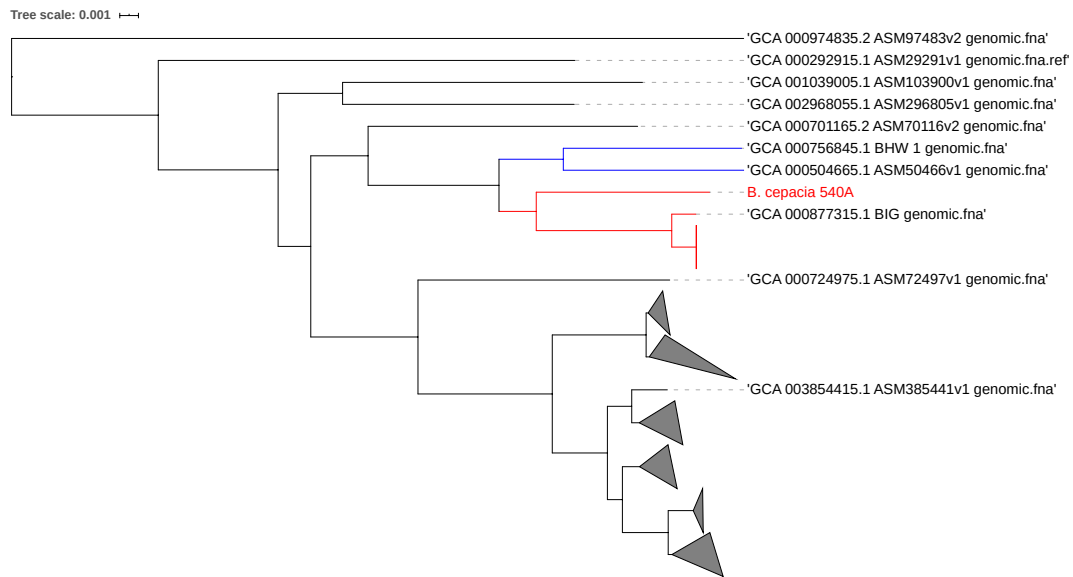 Tree scale: 0.001
'GCA 000974835.2 ASM97483v2 genomic.fna'
'GCA 000292915.1 ASM29291v1 genomic.fna.ref'
'GCA 001039005.1 ASM103900v1 genomic.fna'
'GCA 002968055.1 ASM296805v1 genomic.fna'
'GCA 000701165.2 ASM70116v2 genomic.fna'
'GCA 000756845.1 BHW 1 genomic.fna'
'GCA 000504665.1 ASM50466v1 genomic.fna'
B. cepacia 540A
'GCA 000877315.1 BIG genomic.fna'
'GCA 000724975.1 ASM72497v1 genomic.fna'
'GCA 003854415.1 ASM385441v1 genomic.fna'